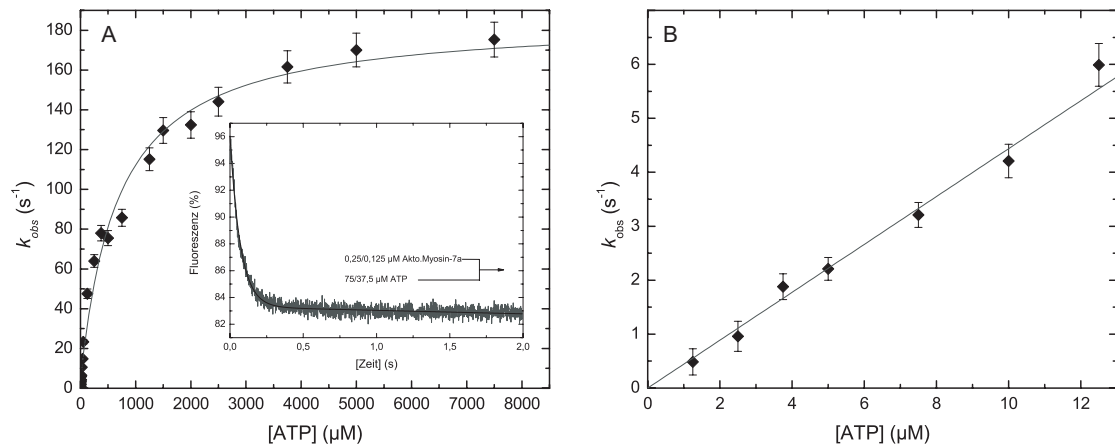 A
k_obs (s⁻¹)
180
160
140
120
100
80
60
40
20
0
0 1000 2000 3000 4000 5000 6000 7000 8000
[ATP] (µM)
Fluoreszenz (%)
96
94
92
90
88
86
84
82
0,0 0,5 1,0 1,5 2,0
[Zeit] (s)
0,25/0,125 µM Akto.Myosin-7a
75/37,5 µM ATP
B
k_obs (s⁻¹)
6
5
4
3
2
1
0
0 2 4 6 8 10 12
[ATP] (µM)